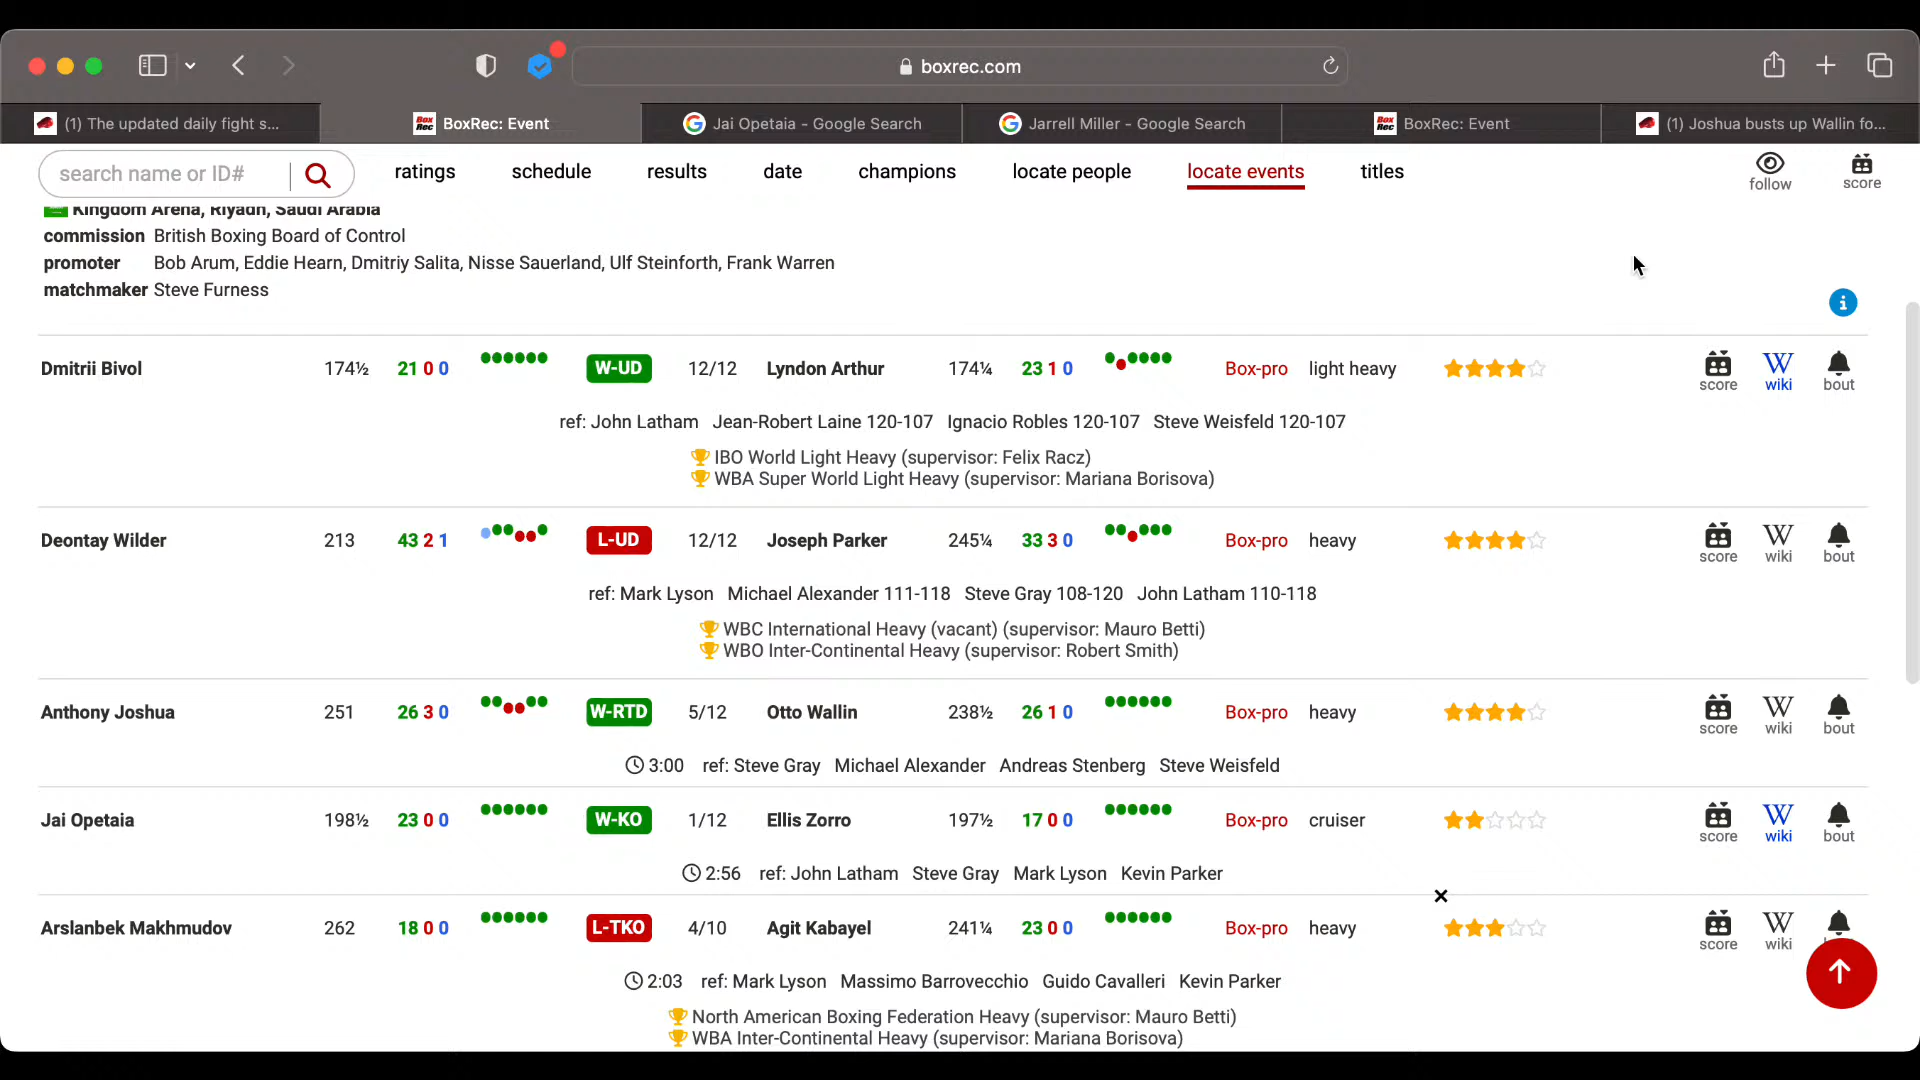 boxrec.com
(1) The updated daily fight s...
Box Rec
BoxRec: Event
Jai Opetaia - Google Search
Jarrell Miller - Google Search
Box Rec
BoxRec: Event
(1) Joshua busts up Wallin fo...
search name or ID#
ratings
schedule
results
date
champions
locate people
locate events
titles
follow
score
Kingdom Arena, Riyadh, Saudi Arabia
commission British Boxing Board of Control
promoter Bob Arum, Eddie Hearn, Dmitriy Salita, Nisse Sauerland, Ulf Steinforth, Frank Warren
matchmaker Steve Furness
Dmitrii Bivol 174½ 21 0 0 W-UD 12/12 Lyndon Arthur 174¼ 23 1 0 Box-pro light heavy score wiki bout
ref: John Latham Jean-Robert Laine 120-107 Ignacio Robles 120-107 Steve Weisfeld 120-107
IBO World Light Heavy (supervisor: Felix Racz)
WBA Super World Light Heavy (supervisor: Mariana Borisova)
Deontay Wilder 213 43 2 1 L-UD 12/12 Joseph Parker 245¼ 33 3 0 Box-pro heavy score wiki bout
ref: Mark Lyson Michael Alexander 111-118 Steve Gray 108-120 John Latham 110-118
WBC International Heavy (vacant) (supervisor: Mauro Betti)
WBO Inter-Continental Heavy (supervisor: Robert Smith)
Anthony Joshua 251 26 3 0 W-RTD 5/12 Otto Wallin 238½ 26 1 0 Box-pro heavy score wiki bout
3:00 ref: Steve Gray Michael Alexander Andreas Stenberg Steve Weisfeld
Jai Opetaia 198½ 23 0 0 W-KO 1/12 Ellis Zorro 197½ 17 0 0 Box-pro cruiser score wiki bout
2:56 ref: John Latham Steve Gray Mark Lyson Kevin Parker
Arslanbek Makhmudov 262 18 0 0 L-TKO 4/10 Agit Kabayel 241¼ 23 0 0 Box-pro heavy score wiki
2:03 ref: Mark Lyson Massimo Barrovecchio Guido Cavalleri Kevin Parker
North American Boxing Federation Heavy (supervisor: Mauro Betti)
WBA Inter-Continental Heavy (supervisor: Mariana Borisova)